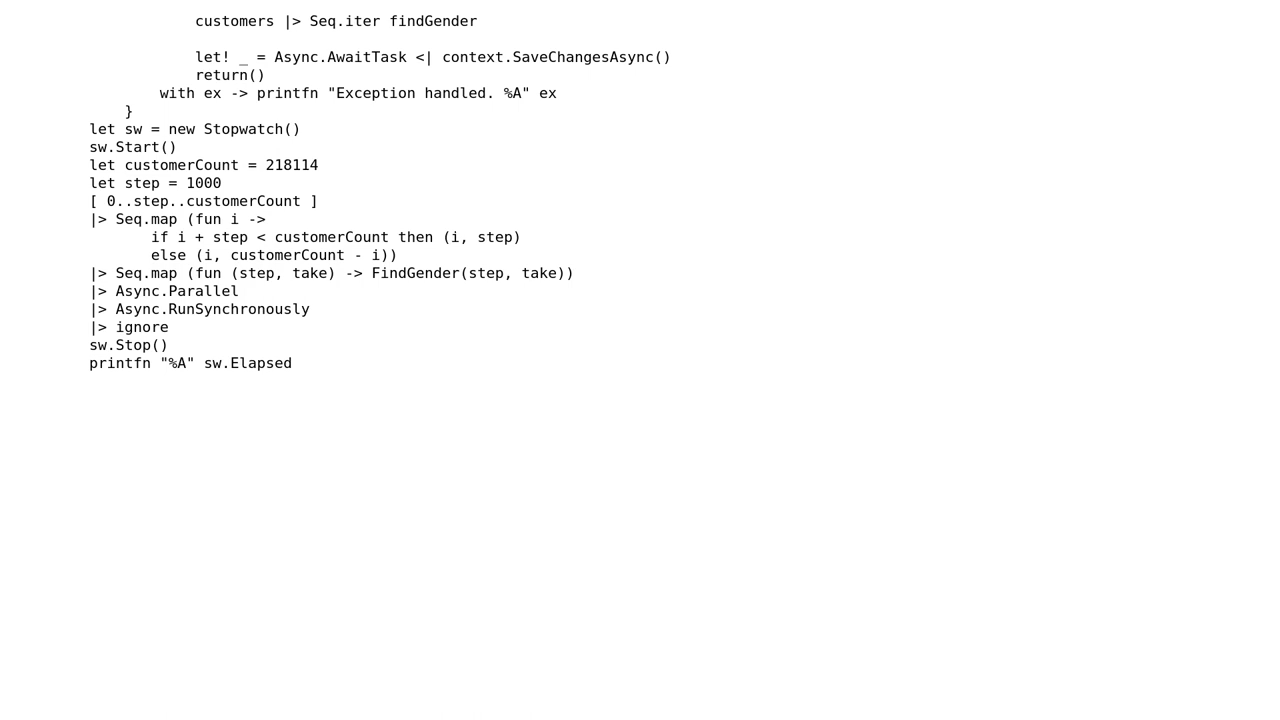 customers |> Seq.iter findGender
let! _ = Async.AwaitTask <| context.SaveChangesAsync()
return()
with ex -> printfn "Exception handled. %A" ex
}
let sw = new Stopwatch()
sw.Start()
let customerCount = 218114
let step = 1000
[ 0..step..customerCount ]
|> Seq.map (fun i ->
if i + step < customerCount then (i, step)
else (i, customerCount - i))
|> Seq.map (fun (step, take) -> FindGender(step, take))
|> Async.Parallel
|> Async.RunSynchronously
|> ignore
sw.Stop()
printfn "%A" sw.Elapsed